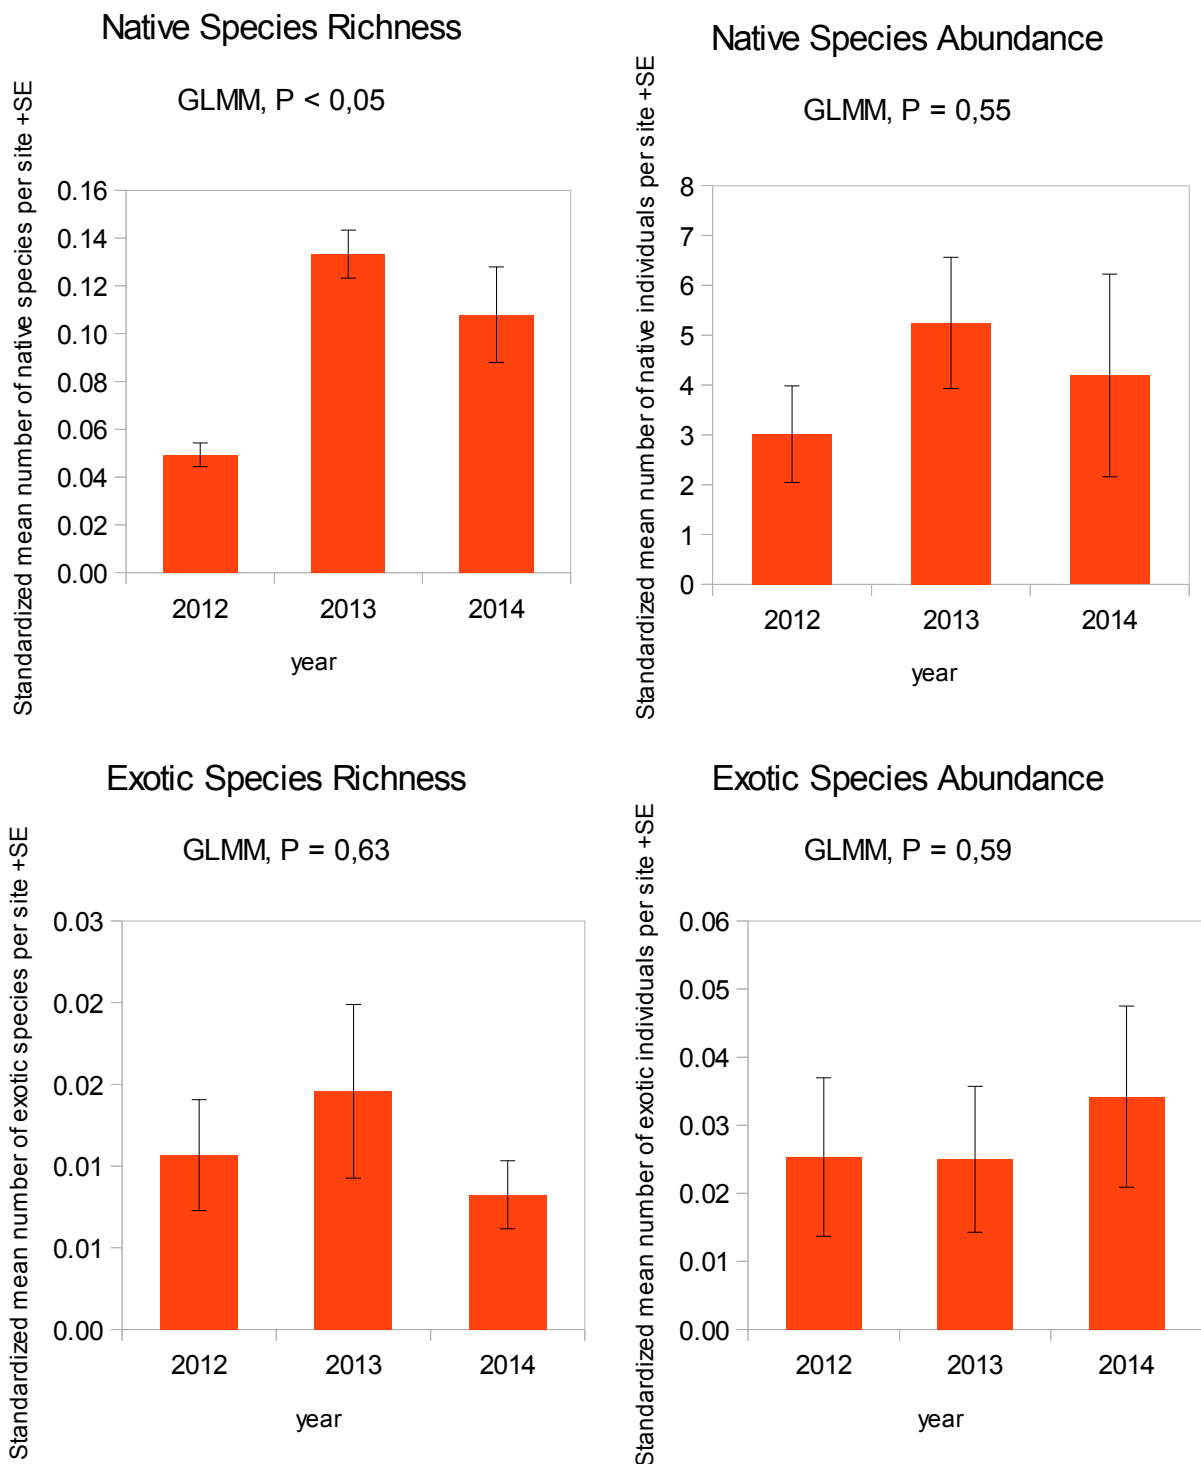 Native Species Richness
GLMM, P < 0,05
Standardized mean number of native species per site +SE
0.16
0.14
0.12
0.10
0.08
0.06
0.04
0.02
0.00
2012 2013 2014
year
Native Species Abundance
GLMM, P = 0,55
Standardized mean number of native individuals per site +SE
8
7
6
5
4
3
2
1
0
2012 2013 2014
year
Exotic Species Richness
GLMM, P = 0,63
Standardized mean number of exotic species per site +SE
0.03
0.02
0.02
0.01
0.01
0.00
2012 2013 2014
year
Exotic Species Abundance
GLMM, P = 0,59
Standardized mean number of exotic individuals per site +SE
0.06
0.05
0.04
0.03
0.02
0.01
0.00
2012 2013 2014
year